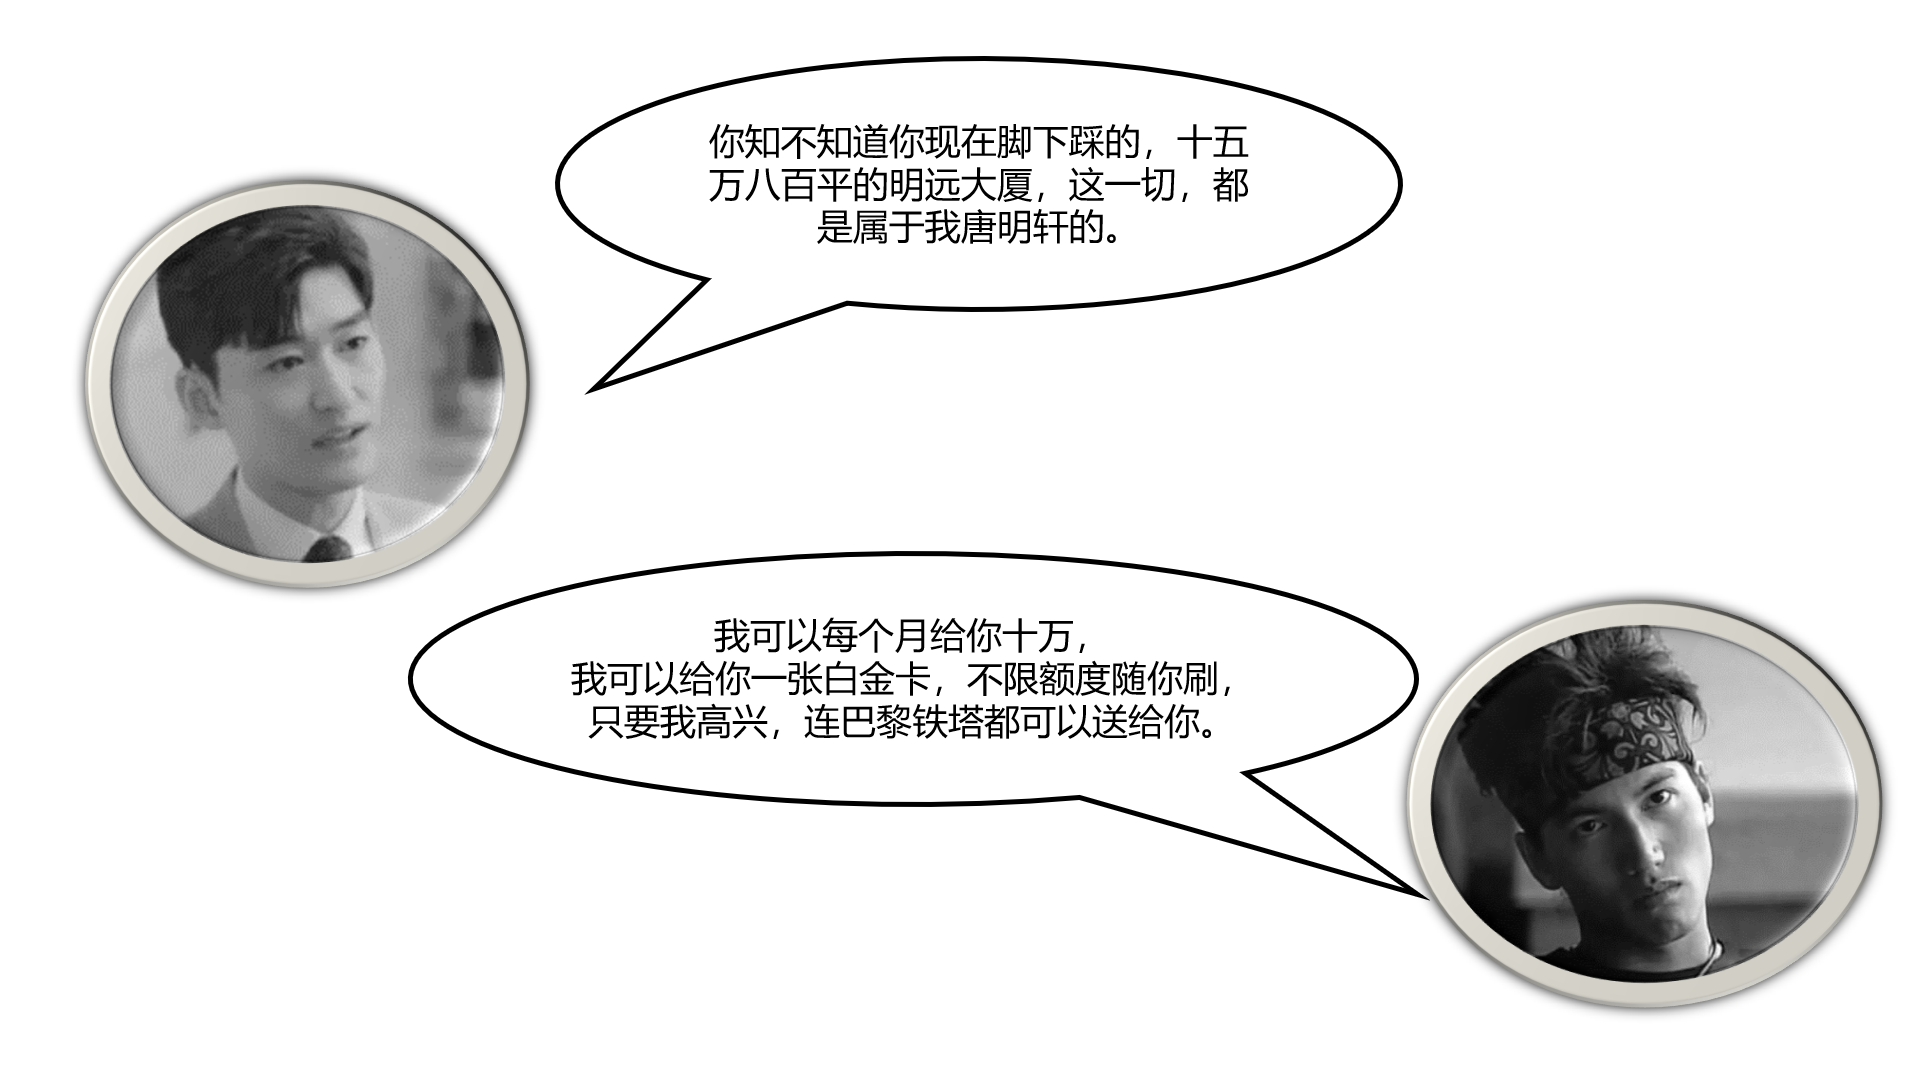 你知不知道你现在脚下踩的，十五
万八百平的明远大厦，这一切，都
是属于我唐明轩的。
我可以每个月给你十万，
我可以给你一张白金卡，不限额度随你刷，
只要我高兴，连巴黎铁塔都可以送给你。